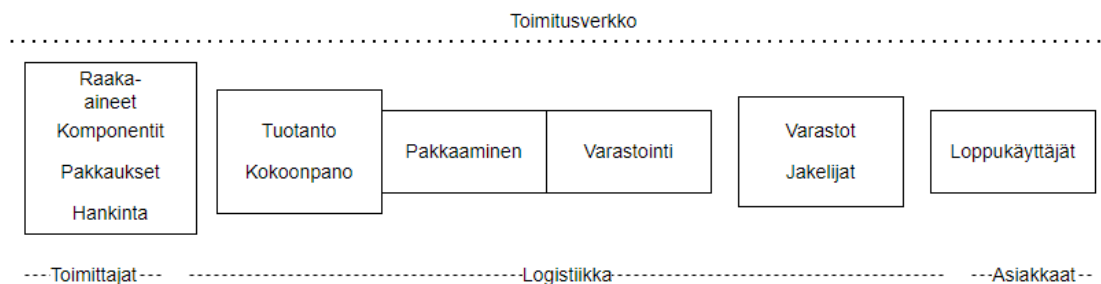 Toimitusverkko
Raaka-
aineet
Komponentit
Pakkaukset
Hankinta
Tuotanto
Kokoonpano
Pakkaaminen
Varastointi
Varastot
Jakelijat
Loppukäyttäjät
Toimittajat
Logistiikka
Asiakkaat